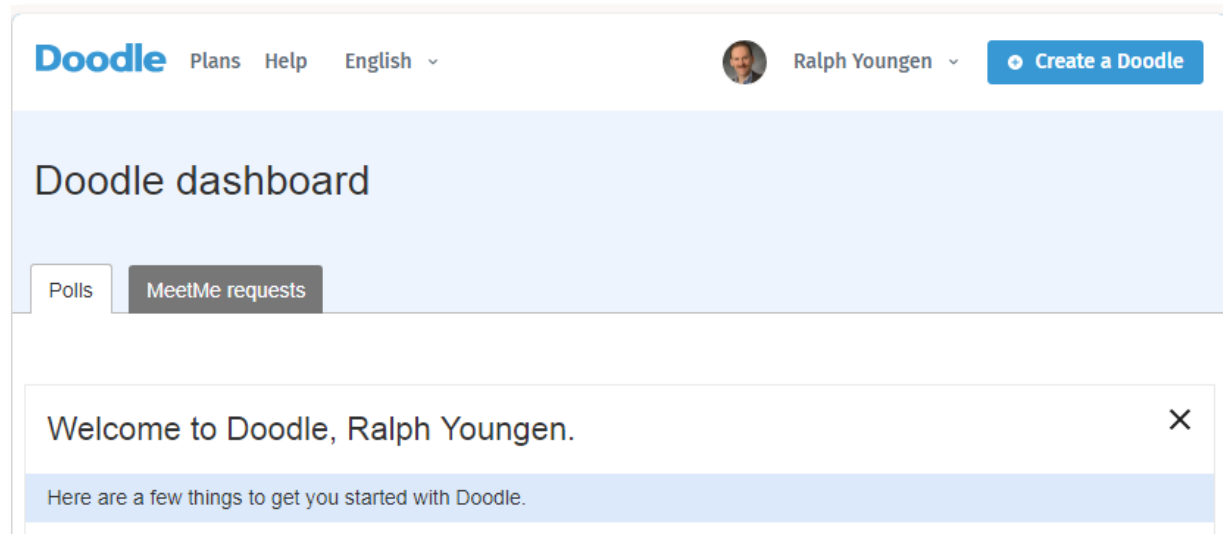 Doodle Plans Help English Ralph Youngen Create a Doodle
Doodle dashboard
Polls MeetMe requests
Welcome to Doodle, Ralph Youngen.
Here are a few things to get you started with Doodle.